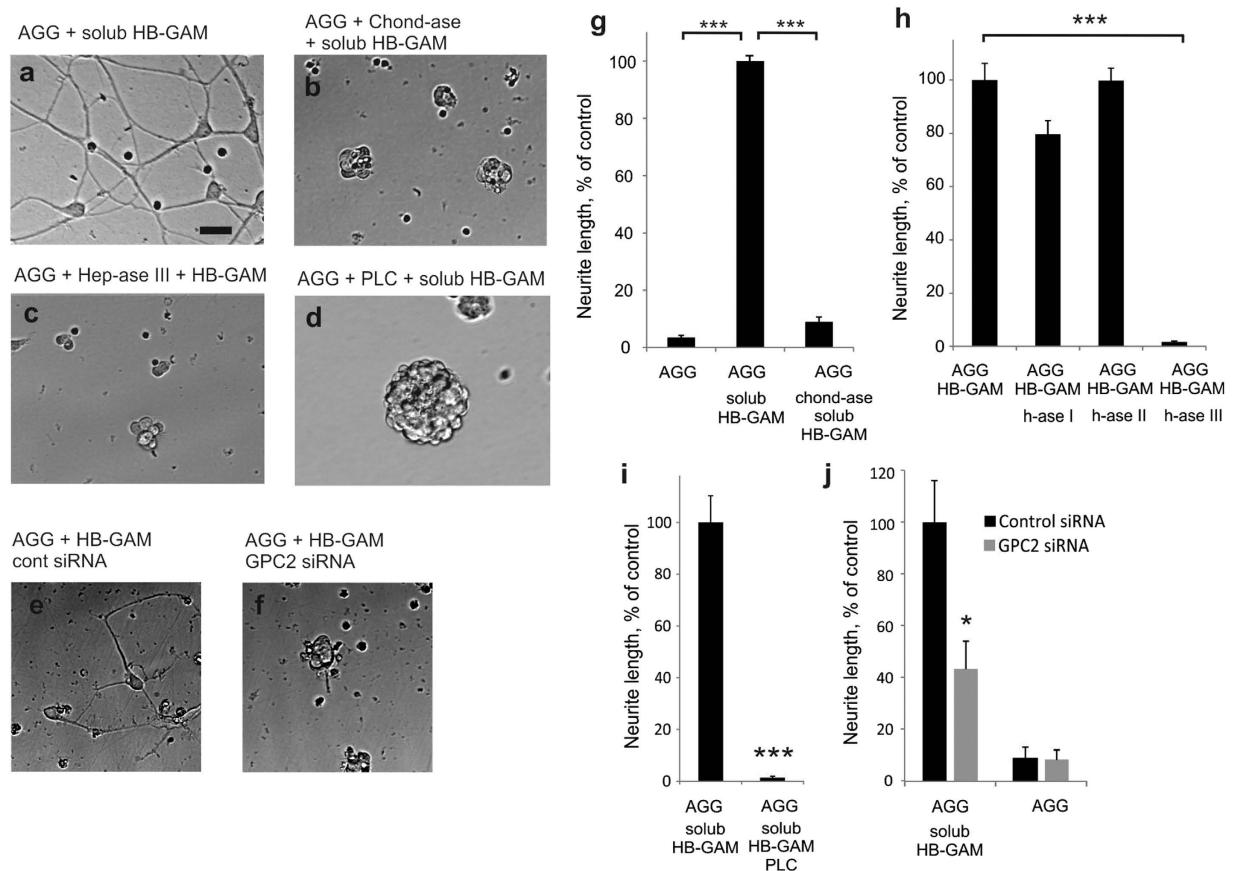 AGG + solub HB-GAM
a
AGG + Chond-ase
+ solub HB-GAM
b
AGG + Hep-ase III + HB-GAM
c
AGG + PLC + solub HB-GAM
d
AGG + HB-GAM
cont siRNA
e
AGG + HB-GAM
GPC2 siRNA
f
g
*** ***
Neurite length, % of control
100
80
60
40
20
0
AGG AGG AGG
solub chond-ase
HB-GAM solub
HB-GAM
h
***
Neurite length, % of control
100
80
60
40
20
0
AGG AGG AGG AGG
HB-GAM HB-GAM HB-GAM HB-GAM
h-ase I h-ase II h-ase III
i
Neurite length, % of control
100
80
60
40
20
0
***
AGG AGG
solub solub
HB-GAM HB-GAM
PLC
j
Neurite length, % of control
120
100
80
60
40
20
0
Control siRNA
GPC2 siRNA
*
AGG AGG
solub
HB-GAM